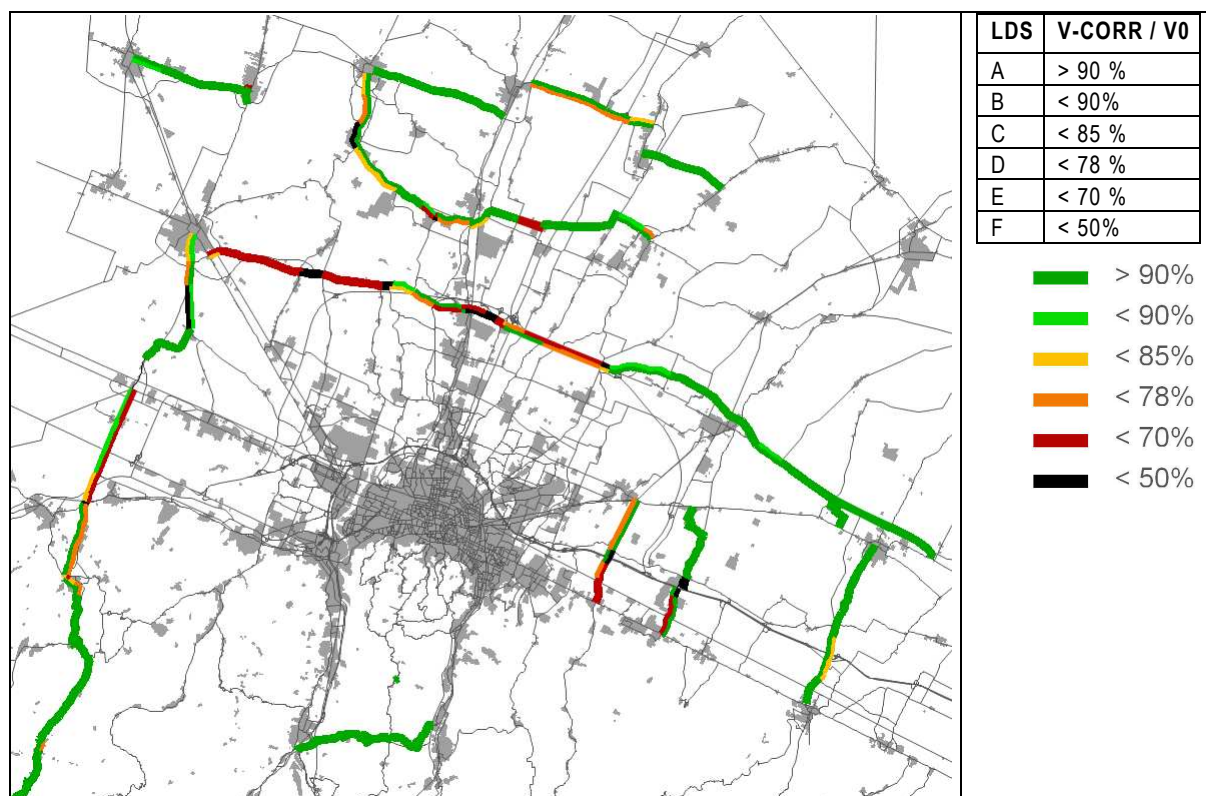 LDS V-CORR / V0
A > 90 %
B < 90%
C < 85 %
D < 78 %
E < 70 %
F < 50%
> 90%
< 90%
< 85%
< 78%
< 70%
< 50%